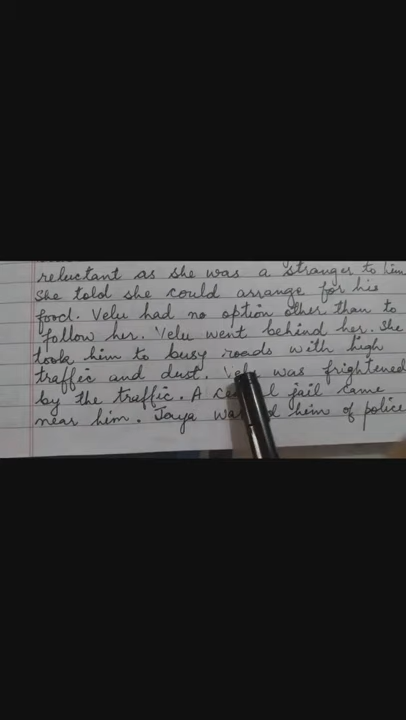 reluctant as she was a stranger to him
She told she could arrange for his
food. Velu had no option other than to
follow her. Velu went behind her. She
took him to busy roads with high
traffic and dust. Velu was frightened
by the traffic. A jail came
near him. Jaya him of police